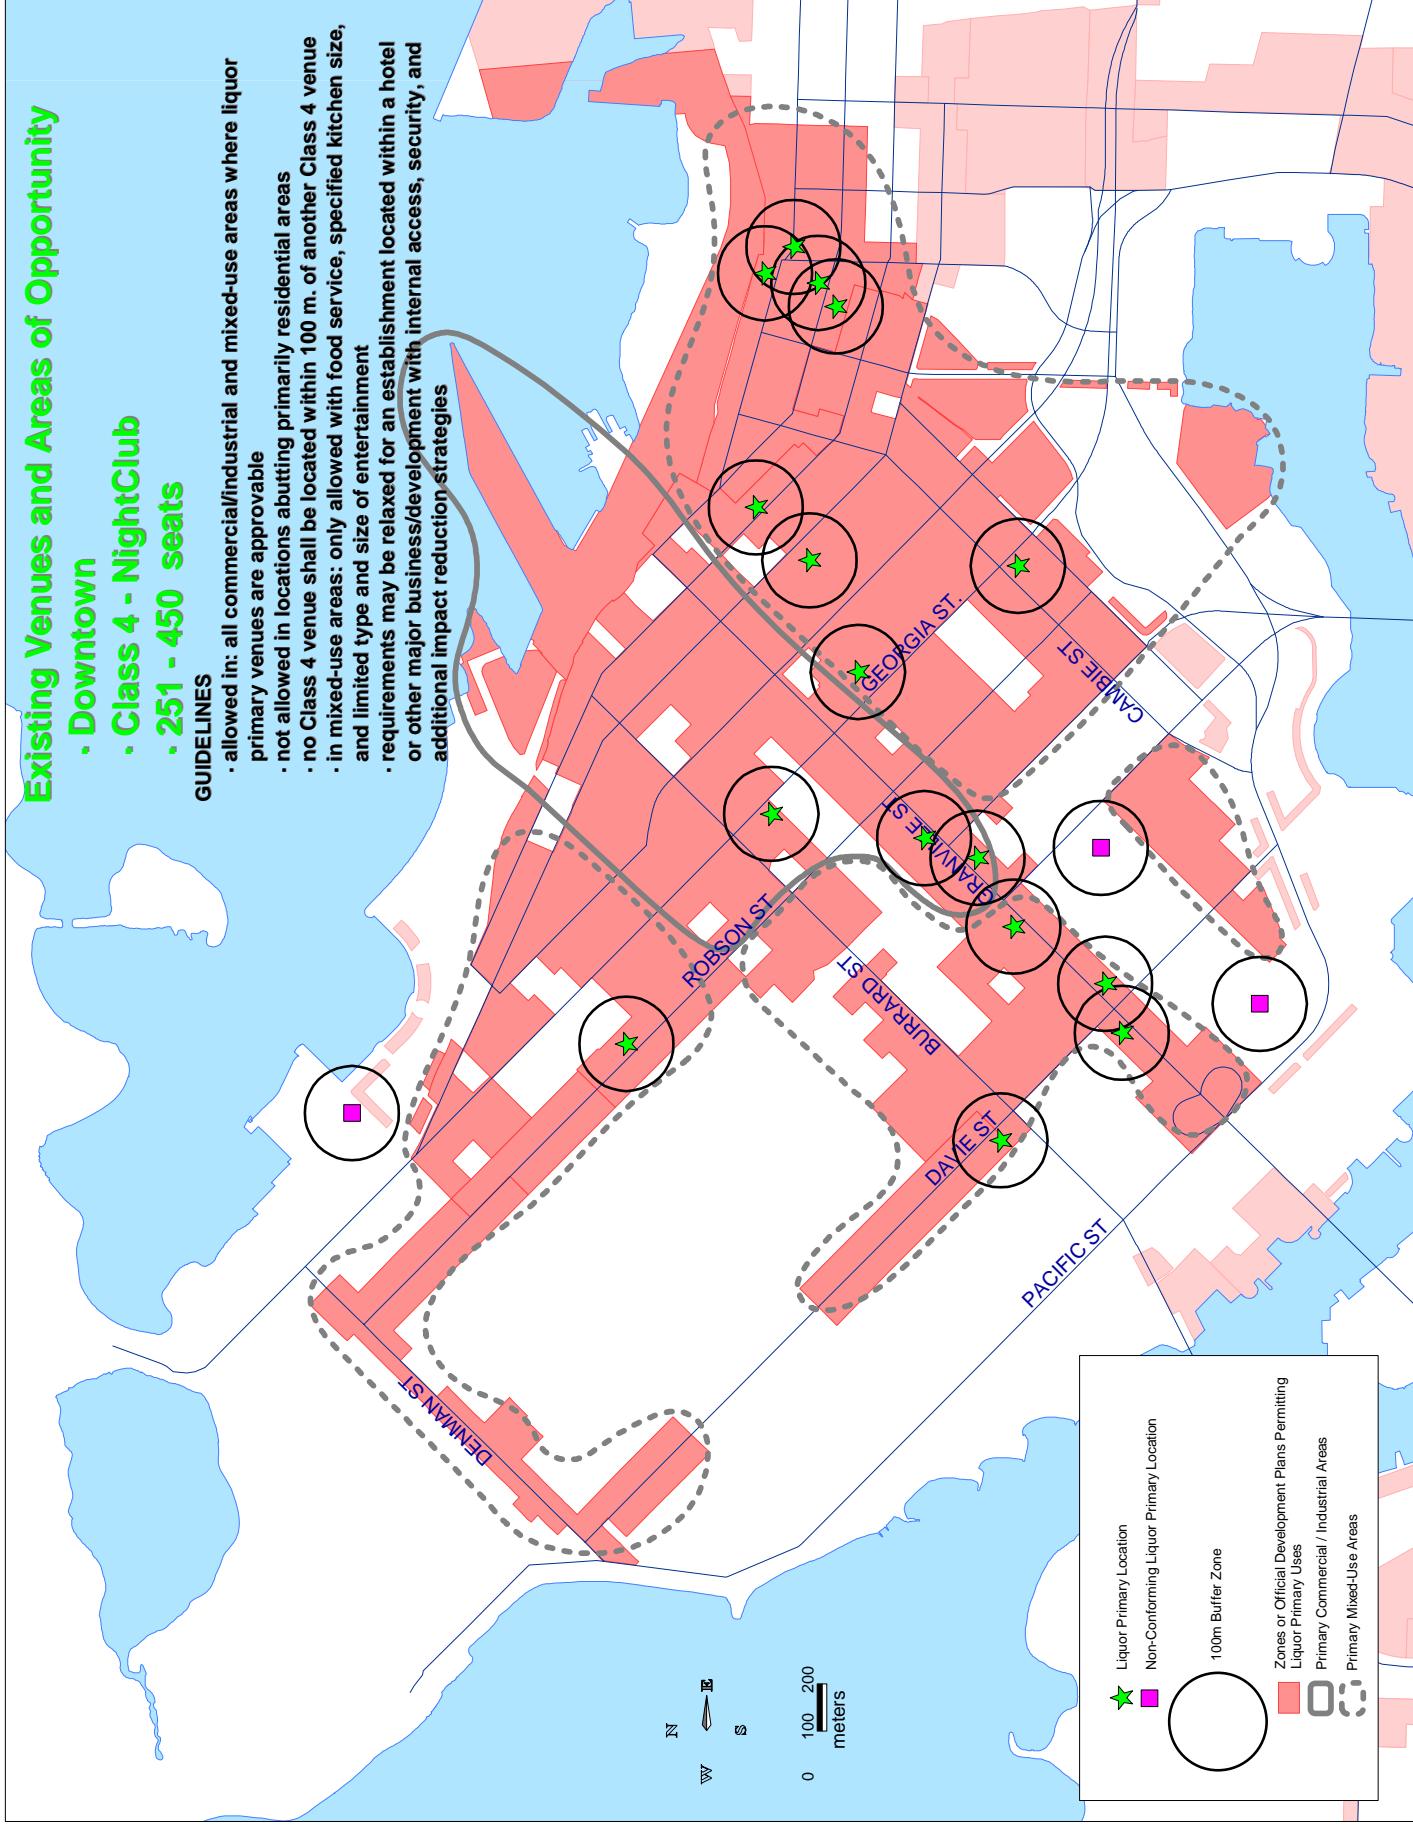 Existing Venues and Areas of Opportunity
· Downtown
· Class 4 - NightClub
· 251 - 450 seats
GUIDELINES
· allowed in: all commercial/industrial and mixed-use areas where liquor
primary venues are approvable
· not allowed in locations abutting primarily residential areas
· no Class 4 venue shall be located within 100 m. of another Class 4 venue
· in mixed-use areas: only allowed with food service, specified kitchen size,
and limited type and size of entertainment
· requirements may be relaxed for an establishment located within a hotel
or other major business/development with internal access, security, and
additional impact reduction strategies
GEORGIA ST.
CAMBIE ST
GRANVILLE ST
ROBSON ST
BURRARD ST
DAVIE ST
PACIFIC ST
DENMAN ST
N
W
E
S
0 100 200
meters
Liquor Primary Location
Non-Conforming Liquor Primary Location
100m Buffer Zone
Zones or Official Development Plans Permitting
Liquor Primary Uses
Primary Commercial / Industrial Areas
Primary Mixed-Use Areas